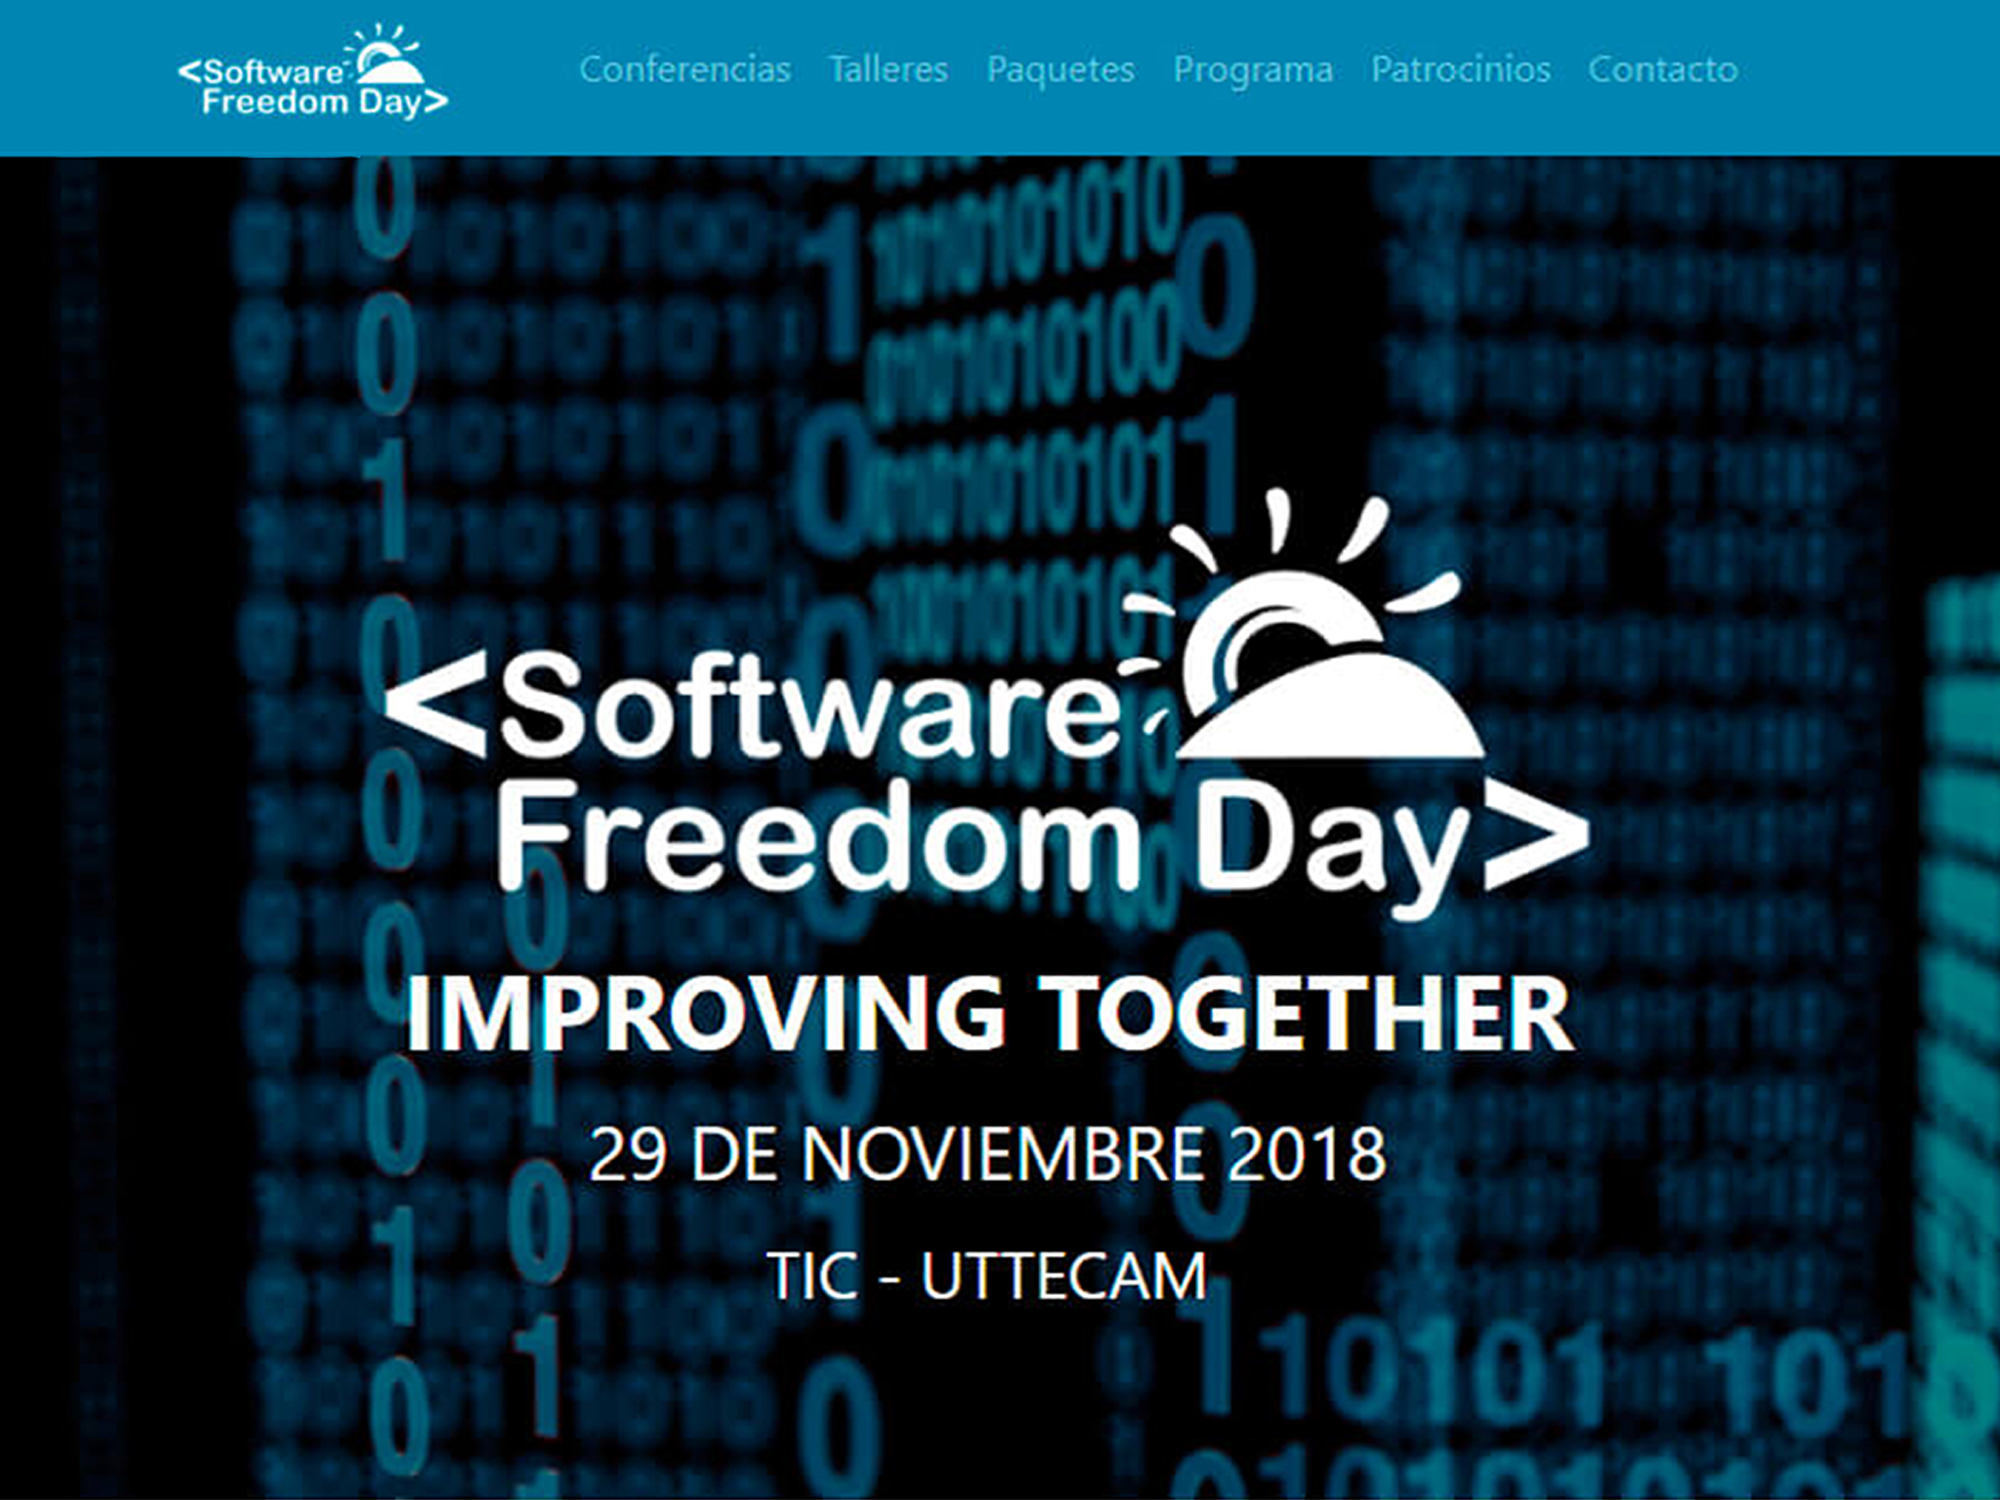 <Software
Freedom Day>
Conferencias Talleres Paquetes Programa Patrocinios Contacto
<Software
Freedom Day>
IMPROVING TOGETHER
29 DE NOVIEMBRE 2018
TIC - UTTECAM